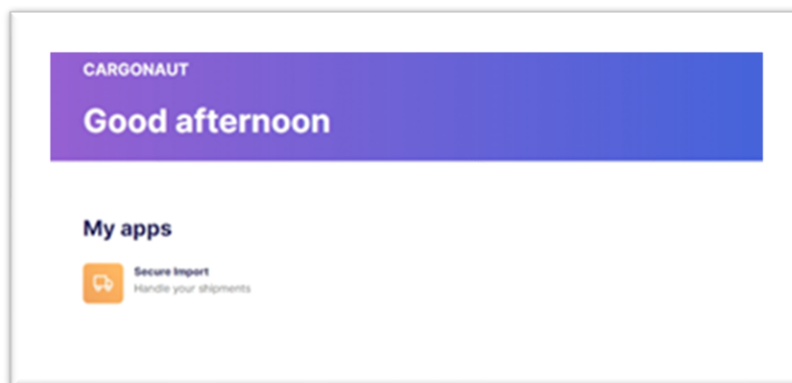 CARGONAUT
Good afternoon
My apps
Secure Import
Handle your shipments